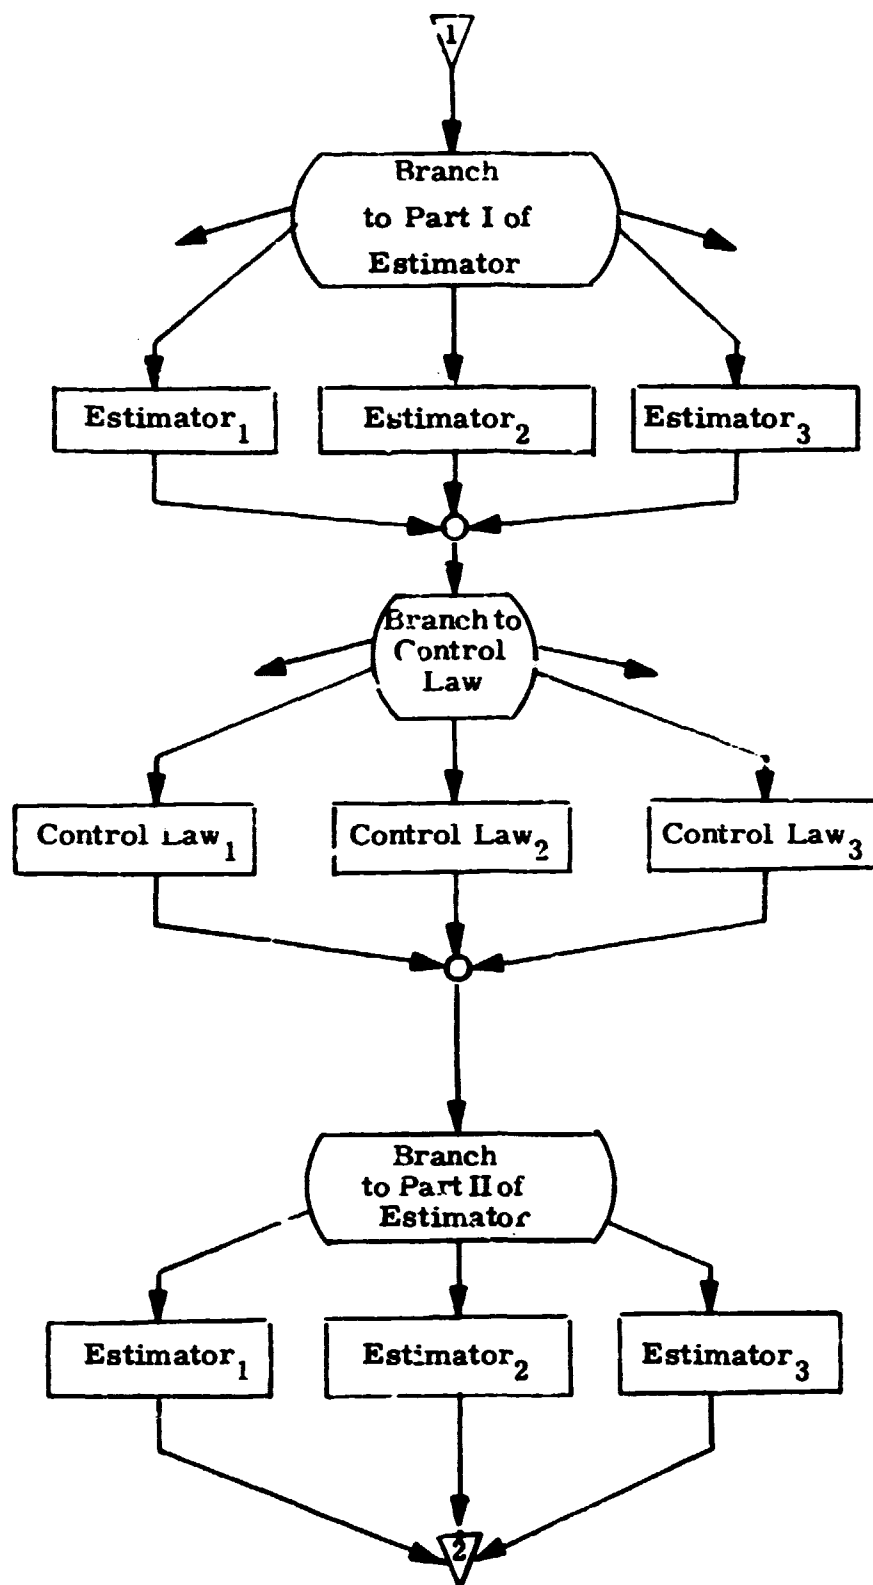 1
Branch
to Part I of
Estimator
Estimator1
Estimator2
Estimator3
Branch to
Control
Law
Control Law1
Control Law2
Control Law3
Branch
to Part II of
Estimator
Estimator1
Estimator2
Estimator3
2